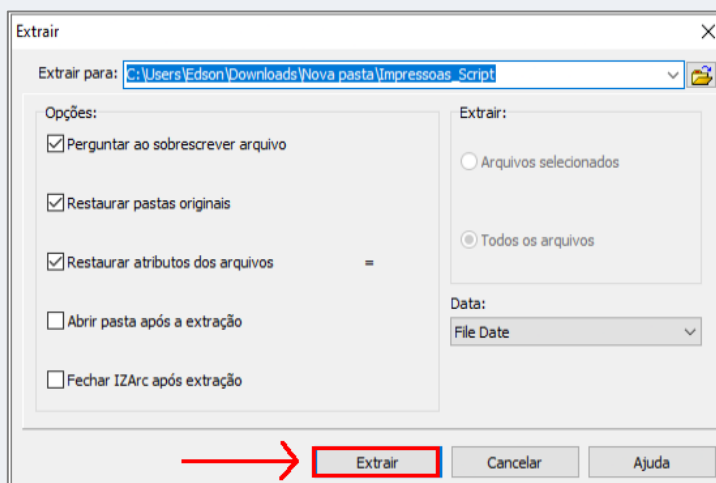 Extrair
Extrair para: C:\Users\Edson\Downloads\Nova pasta\Impressoas_Script
Opções:
Perguntar ao sobrescrever arquivo
Restaurar pastas originais
Restaurar atributos dos arquivos =
Abrir pasta após a extração
Fechar IZArc após extração
Extrair:
Arquivos selecionados
Todos os arquivos
Data:
File Date
Extrair Cancelar Ajuda